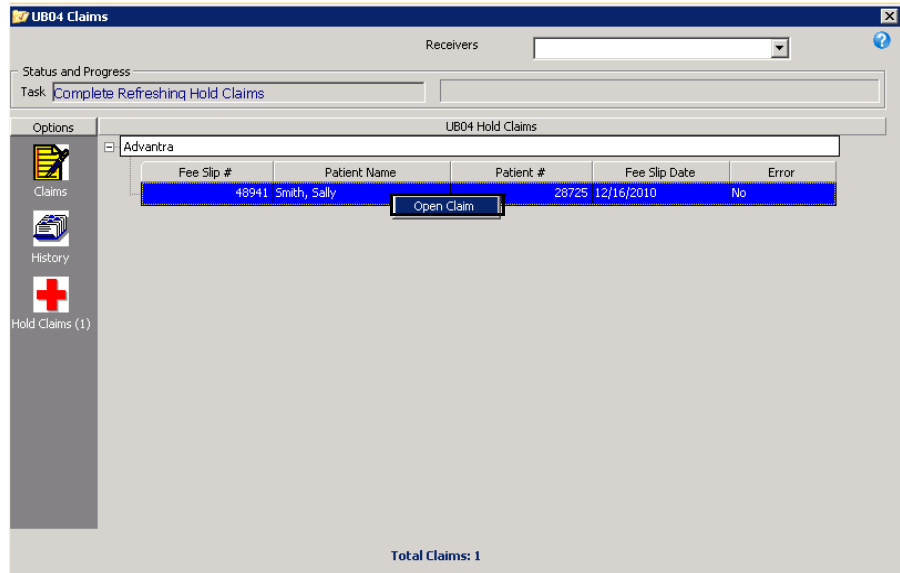 UB04 Claims
Receivers
Status and Progress
Task Complete Refreshing Hold Claims
Options UB04 Hold Claims
Advantra
Fee Slip # Patient Name Patient # Fee Slip Date Error
48941 Smith, Sally 28725 12/16/2010 No
Open Claim
Claims
History
Hold Claims (1)
Total Claims: 1